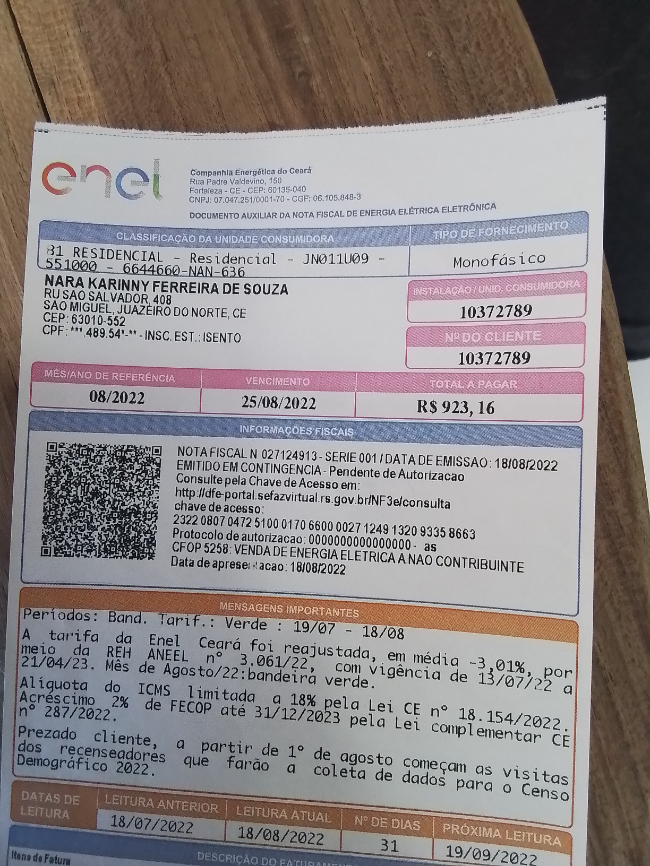 enel
Companhia Energética do Ceará
Rua Padre Valdevino, 150
Fortaleza - CE - CEP: 60135-040
CNPJ: 07.047.251/0001-70 - CGF: 06.105.848-3
DOCUMENTO AUXILIAR DA NOTA FISCAL DE ENERGIA ELÉTRICA ELETRÔNICA
CLASSIFICAÇÃO DA UNIDADE CONSUMIDORA
TIPO DE FORNECIMENTO
B1 RESIDENCIAL - Residencial - JN011U09 -
551000 - 6644660-NAN-636
Monofásico
NARA KARINNY FERREIRA DE SOUZA
RU SAO SALVADOR, 408
SAO MIGUEL, JUAZEIRO DO NORTE, CE
CEP: 63010-552
CPF: ***.489.54*-** - INSC. EST.: ISENTO
INSTALAÇÃO / UNID. CONSUMIDORA
10372789
Nº DO CLIENTE
10372789
MÊS/ANO DE REFERÊNCIA
VENCIMENTO
TOTAL A PAGAR
08/2022
25/08/2022
R$ 923, 16
INFORMAÇÕES FISCAIS
NOTA FISCAL N 027124913 - SERIE 001 / DATA DE EMISSAO: 18/08/2022
EMITIDO EM CONTINGENCIA - Pendente de Autorizacao
Consulte pela Chave de Acesso em:
http://dfe-portal.sefazvirtual.rs.gov.br/NF3e/consulta
chave de acesso:
2322 0807 0472 5100 0170 6600 0027 1249 1320 9335 8663
Protocolo de autorizacao: 0000000000000000 - as
CFOP 5258: VENDA DE ENERGIA ELETRICA A NAO CONTRIBUINTE
Data de apresentacao: 18/08/2022
MENSAGENS IMPORTANTES
Períodos: Band. Tarif.: Verde : 19/07 - 18/08
A tarifa da Enel Ceará foi reajustada, em média -3,01%, por
meio da REH ANEEL nº 3.061/22, com vigência de 13/07/22 a
21/04/23. Mês de Agosto/22:bandeira verde.
Alíquota do ICMS limitada a 18% pela Lei CE nº 18.154/2022.
Acréscimo 2% de FECOP até 31/12/2023 pela Lei complementar CE
nº 287/2022.
Prezado cliente, a partir de 1º de agosto começam as visitas
dos recenseadores que farão a coleta de dados para o Censo
Demográfico 2022.
DATAS DE LEITURA
LEITURA ANTERIOR
LEITURA ATUAL
Nº DE DIAS
PRÓXIMA LEITURA
18/07/2022
18/08/2022
31
19/09/2022
Itens de Fatura
DESCRIÇÃO DO FATURAMENTO